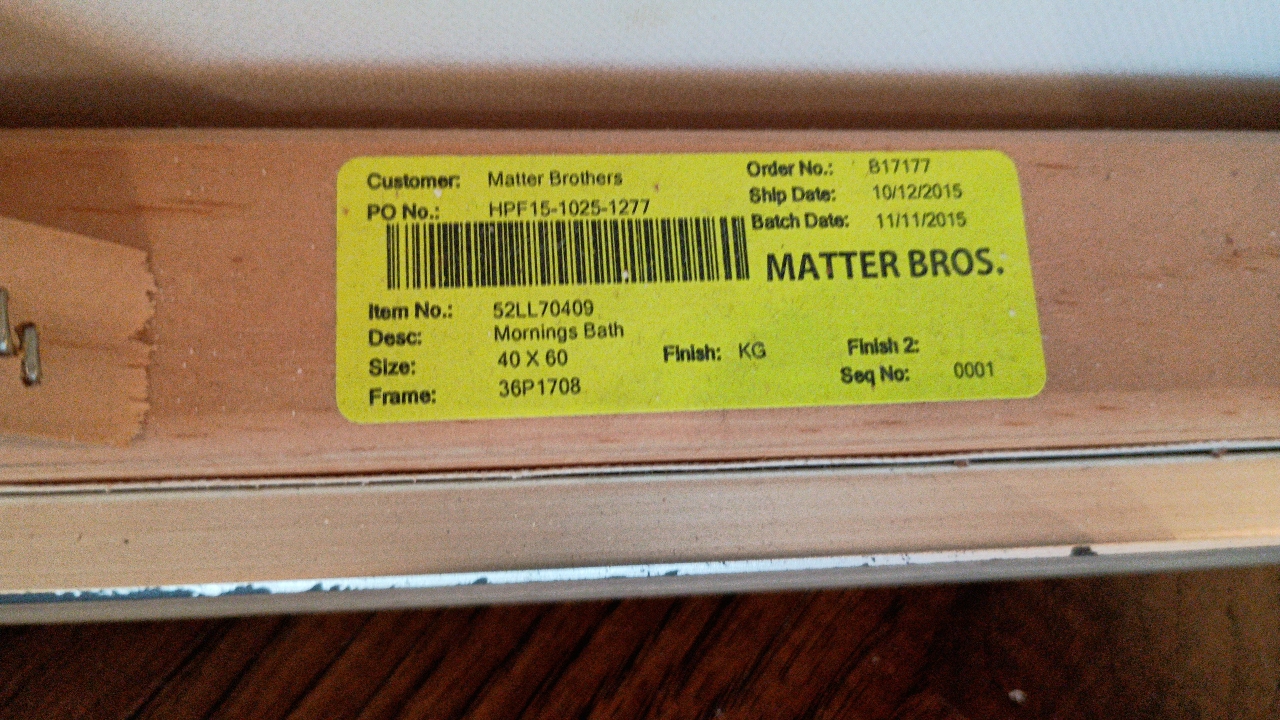 Customer: Matter Brothers
Order No.: 817177
PO No.: HPF15-1025-1277
Ship Date: 10/12/2015
Batch Date: 11/11/2015
MATTER BROS.
Item No.: 52LL70409
Desc: Mornings Bath
Size: 40 X 60 Finish: KG Finish 2:
Frame: 36P1708 Seq No: 0001